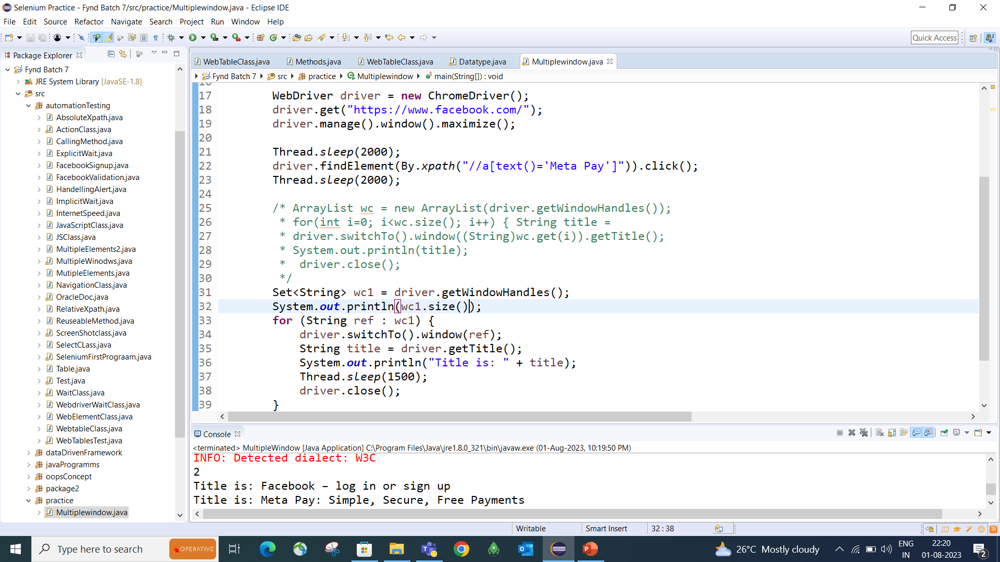 Selenium Practice - Fynd Batch 7/src/practice/Multiplewindow.java - Eclipse IDE
File Edit Source Refactor Navigate Search Project Run Window Help
Quick Access
Package Explorer
Fynd Batch 7
JRE System Library [JavaSE-1.8]
src
automationTesting
AbsoluteXpath.java
ActionClass.java
CallingMethod.java
ExplicitWait.java
FacebookSignup.java
FacebookValidation.java
HandellingAlert.java
ImplicitWait.java
InternetSpeed.java
JavaScriptClass.java
JSClass.java
MultipleElements2.java
MultipleWinodws.java
MutipleElements.java
NavigationClass.java
OracleDoc.java
RelativeXpath.java
ReuseableMethod.java
ScreenShotclass.java
SelectCLass.java
SeleniumFirstPrograam.java
Table.java
Test.java
WaitClass.java
WebdriverWaitClass.java
WebElementClass.java
WebtableClass.java
WebTablesTest.java
dataDrivenFramework
javaProgramms
oopsConcept
package2
practice
Multiplewindow.java
WebTableClass.java Methods.java WebTableClass.java Datatype.java Multiplewindow.java
Fynd Batch 7 src practice Multiplewindow main(String[]) : void
16
17 WebDriver driver = new ChromeDriver();
18 driver.get("https://www.facebook.com/");
19 driver.manage().window().maximize();
20
21 Thread.sleep(2000);
22 driver.findElement(By.xpath("//a[text()='Meta Pay']")).click();
23 Thread.sleep(2000);
24
25 /* ArrayList wc = new ArrayList(driver.getWindowHandles());
26 * for(int i=0; i<wc.size(); i++) { String title =
27 * driver.switchTo().window((String)wc.get(i)).getTitle();
28 * System.out.println(title);
29 * driver.close();
30 */
31 Set<String> wc1 = driver.getWindowHandles();
32 System.out.println(wc1.size());
33 for (String ref : wc1) {
34 driver.switchTo().window(ref);
35 String title = driver.getTitle();
36 System.out.println("Title is: " + title);
37 Thread.sleep(1500);
38 driver.close();
39 }
Console
<terminated> MultipleWindow [Java Application] C:\Program Files\Java\jre1.8.0_321\bin\javaw.exe (01-Aug-2023, 10:19:50 PM)
INFO: Detected dialect: W3C
2
Title is: Facebook – log in or sign up
Title is: Meta Pay: Simple, Secure, Free Payments
Writable Smart Insert 32 : 38
Type here to search
OPERATIVE
26°C Mostly cloudy
ENG
IN
22:20
01-08-2023
2